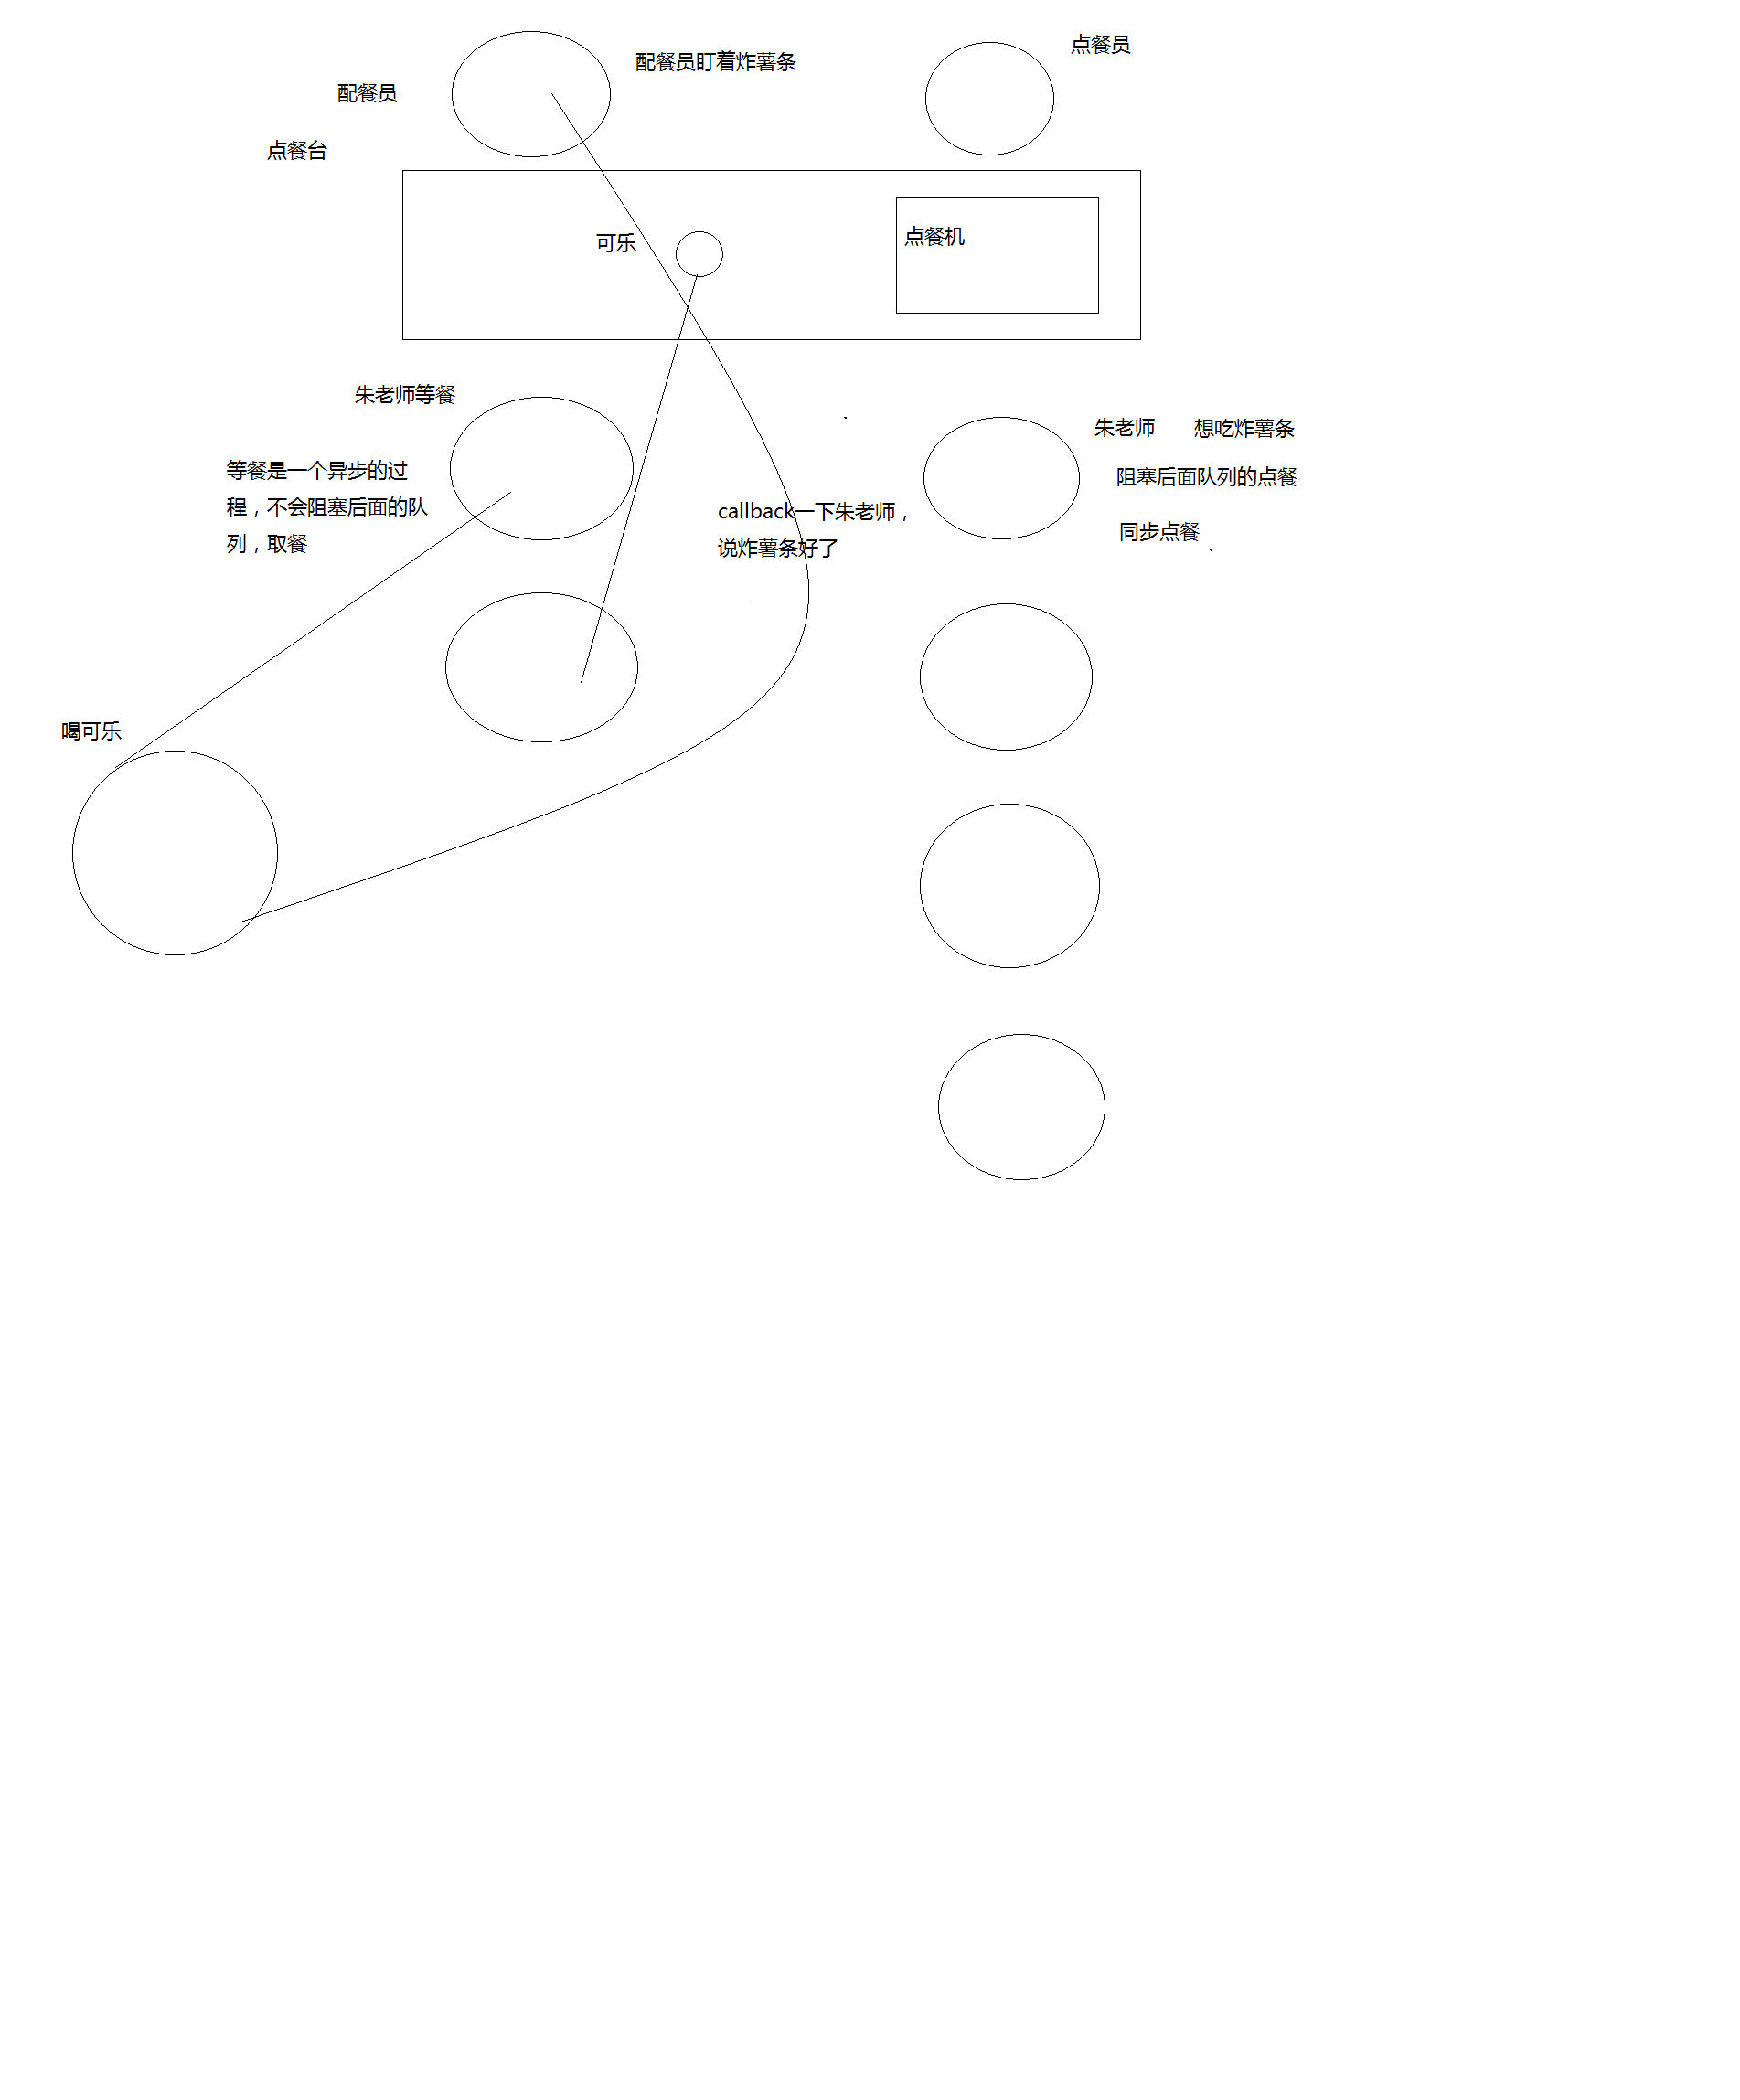 点餐员
配餐员盯着炸薯条
配餐员
点餐台
点餐机
可乐
朱老师等餐
朱老师 想吃炸薯条
等餐是一个异步的过
程，不会阻塞后面的队
列，取餐
阻塞后面队列的点餐
callback一下朱老师，
说炸薯条好了
同步点餐
喝可乐